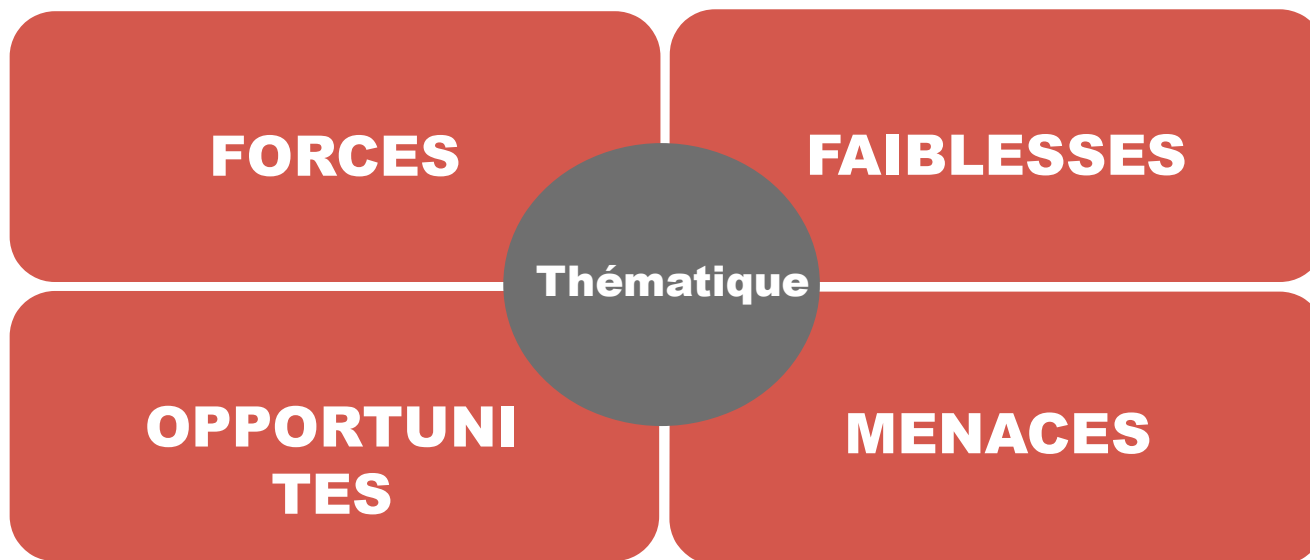 FORCES
FAIBLESSES
Thématique
OPPORTUNI
TES
MENACES